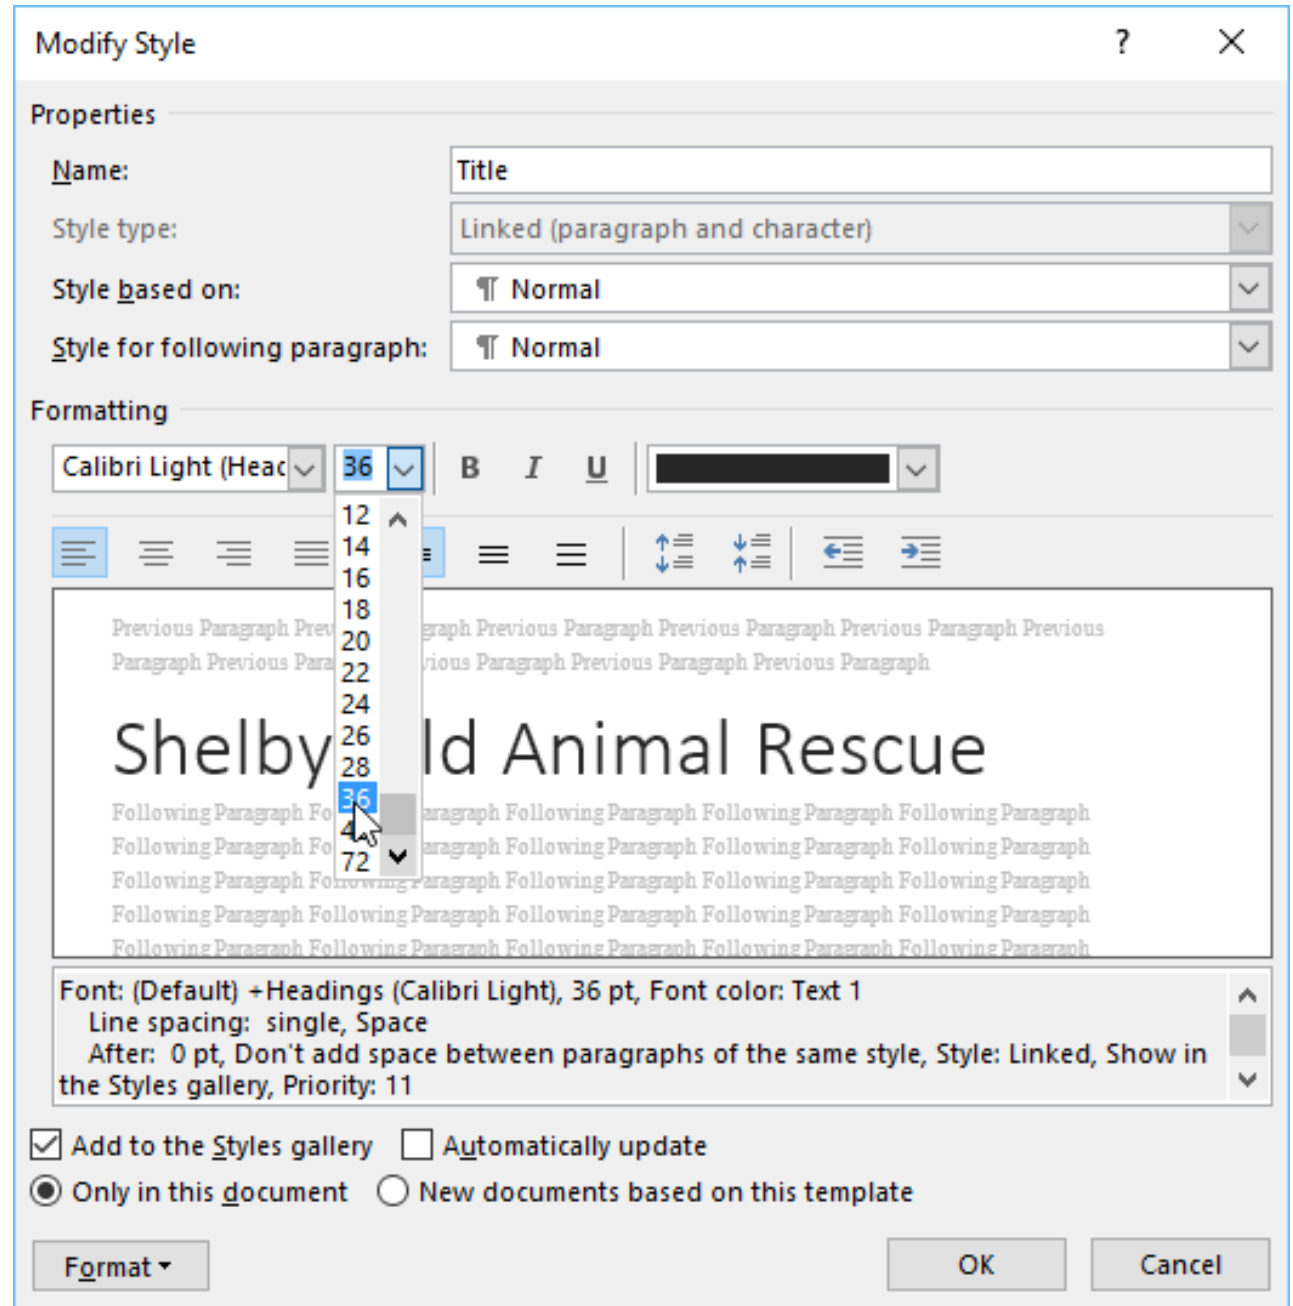 Modify Style ?
Properties
Name: Title
Style type: Linked (paragraph and character)
Style based on: ¶ Normal
Style for following paragraph: ¶ Normal
Formatting
Calibri Light (Head 36 B I U
12
14
16
18
20
22
24
26
28
36
72
Previous Paragraph Previous Paragraph Previous Paragraph Previous Paragraph Previous
Paragraph Previous Paragraph Previous Paragraph Previous Paragraph
Shelby ld Animal Rescue
Following Paragraph Fo aragraph Following Paragraph Following Paragraph Following Paragraph
Following Paragraph Fo aragraph Following Paragraph Following Paragraph Following Paragraph
Following Paragraph Following Paragraph Following Paragraph Following Paragraph Following Paragraph
Following Paragraph Following Paragraph Following Paragraph Following Paragraph Following Paragraph
Following Paragraph Following Paragraph Following Paragraph Following Paragraph Following Paragraph
Font: (Default) +Headings (Calibri Light), 36 pt, Font color: Text 1
Line spacing: single, Space
After: 0 pt, Don't add space between paragraphs of the same style, Style: Linked, Show in
the Styles gallery, Priority: 11
Add to the Styles gallery Automatically update
Only in this document New documents based on this template
Format OK Cancel